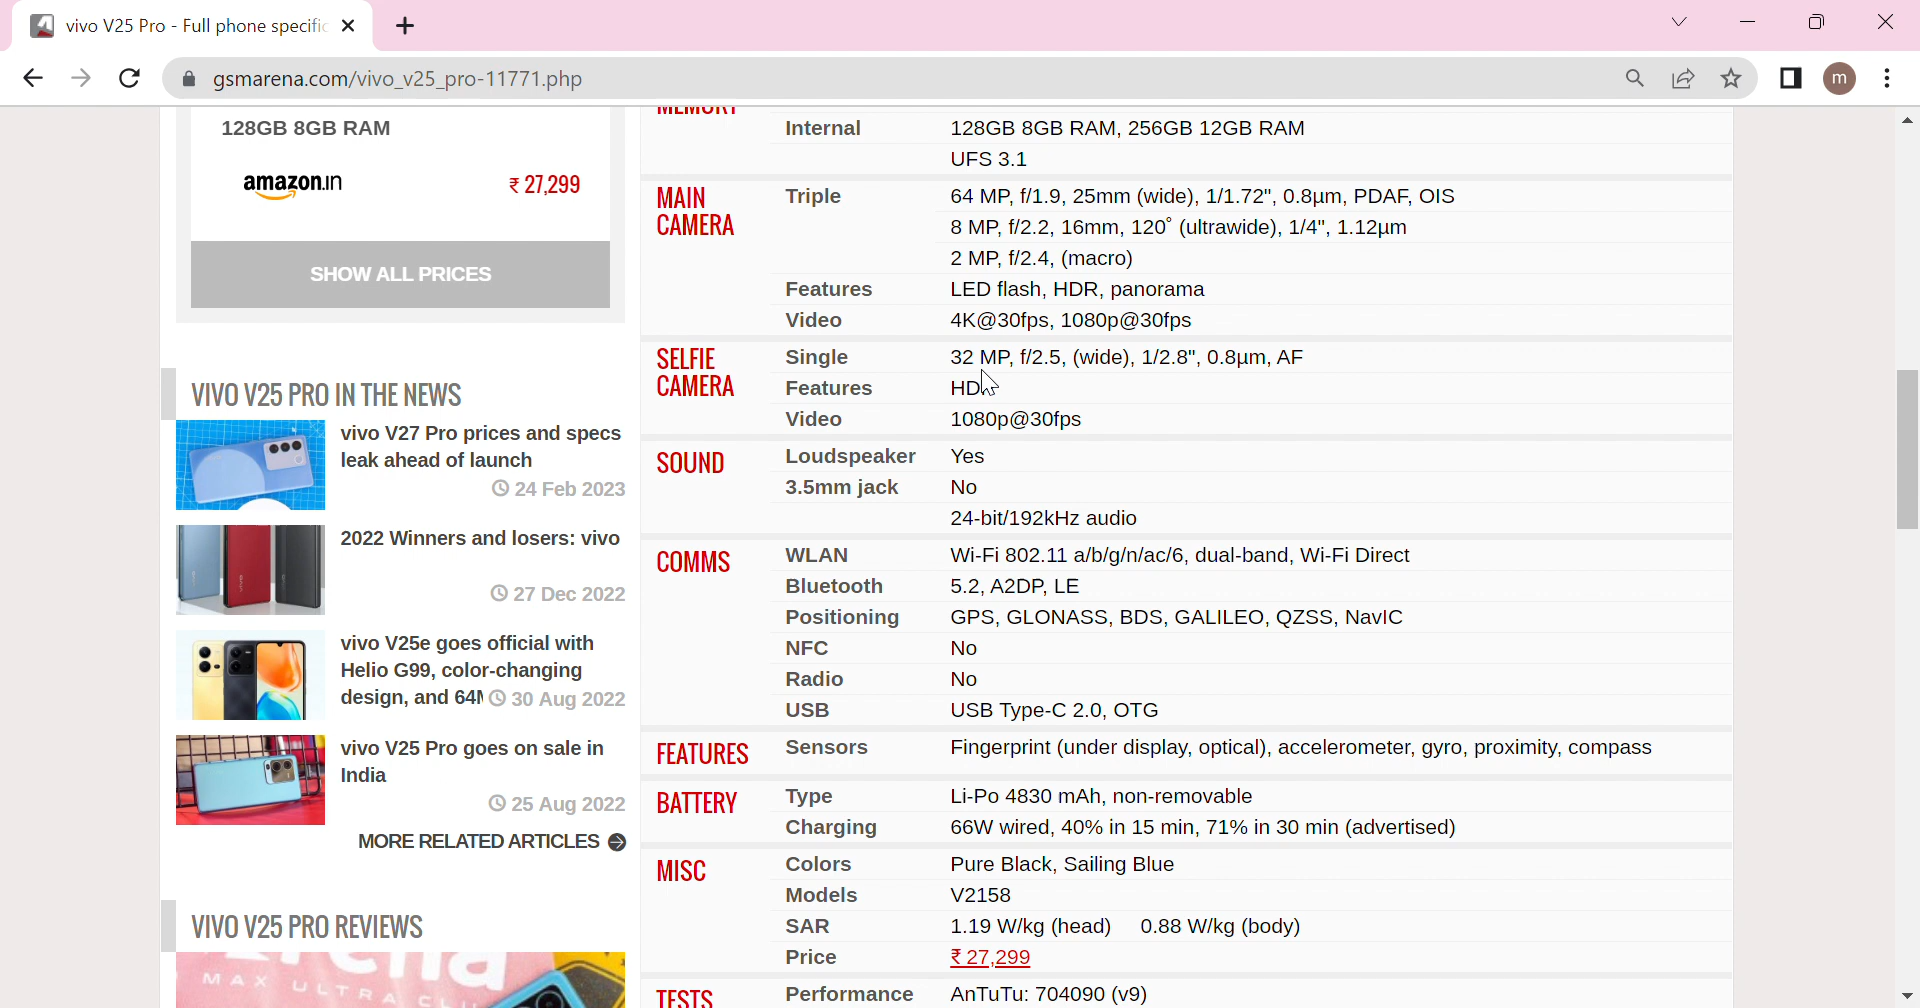 vivo V25 Pro - Full phone specific
gsmarena.com/vivo_v25_pro-11771.php
m
128GB 8GB RAM
amazon.in ₹ 27,299
SHOW ALL PRICES
VIVO V25 PRO IN THE NEWS
vivo V27 Pro prices and specs
leak ahead of launch
24 Feb 2023
2022 Winners and losers: vivo
27 Dec 2022
vivo V25e goes official with
Helio G99, color-changing
design, and 64M 30 Aug 2022
vivo V25 Pro goes on sale in
India
25 Aug 2022
MORE RELATED ARTICLES
VIVO V25 PRO REVIEWS
MAX ULTRA CLU
MEMORY
Internal 128GB 8GB RAM, 256GB 12GB RAM
UFS 3.1
MAIN CAMERA Triple 64 MP, f/1.9, 25mm (wide), 1/1.72", 0.8µm, PDAF, OIS
8 MP, f/2.2, 16mm, 120° (ultrawide), 1/4", 1.12µm
2 MP, f/2.4, (macro)
Features LED flash, HDR, panorama
Video 4K@30fps, 1080p@30fps
SELFIE CAMERA Single 32 MP, f/2.5, (wide), 1/2.8", 0.8µm, AF
Features HDR
Video 1080p@30fps
SOUND Loudspeaker Yes
3.5mm jack No
24-bit/192kHz audio
COMMS WLAN Wi-Fi 802.11 a/b/g/n/ac/6, dual-band, Wi-Fi Direct
Bluetooth 5.2, A2DP, LE
Positioning GPS, GLONASS, BDS, GALILEO, QZSS, NavIC
NFC No
Radio No
USB USB Type-C 2.0, OTG
FEATURES Sensors Fingerprint (under display, optical), accelerometer, gyro, proximity, compass
BATTERY Type Li-Po 4830 mAh, non-removable
Charging 66W wired, 40% in 15 min, 71% in 30 min (advertised)
MISC Colors Pure Black, Sailing Blue
Models V2158
SAR 1.19 W/kg (head) 0.88 W/kg (body)
Price ₹ 27,299
TESTS Performance AnTuTu: 704090 (v9)